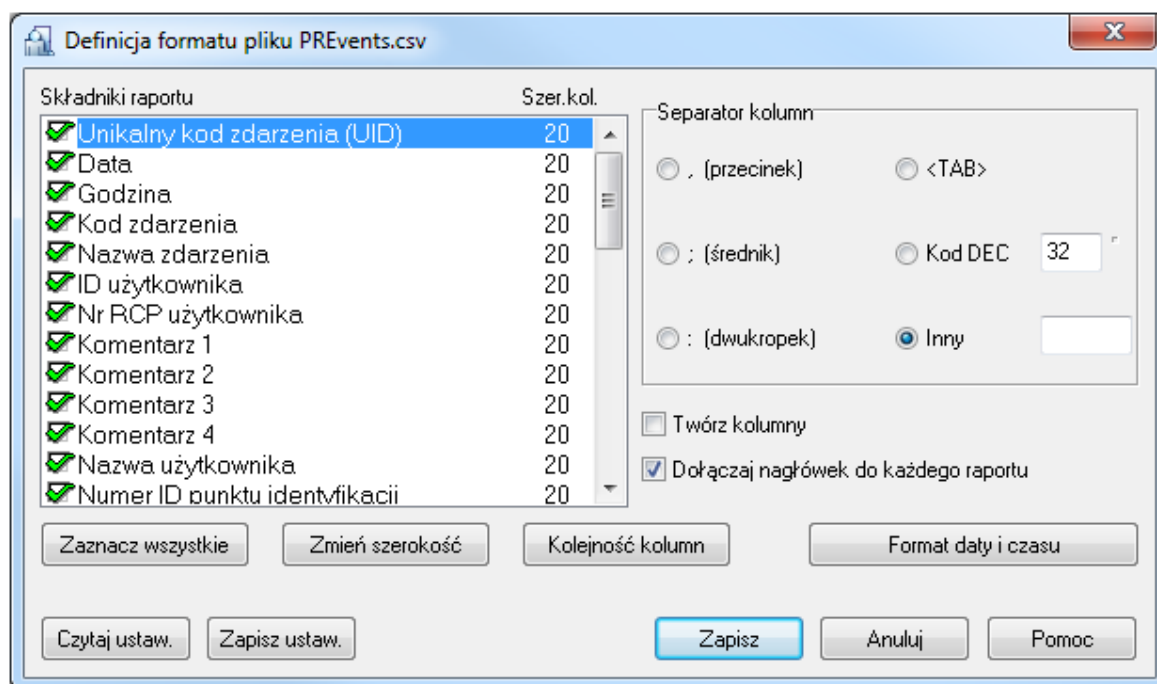 Definicja formatu pliku PREvents.csv
Składniki raportu Szer.kol.
Unikalny kod zdarzenia (UID) 20
Data 20
Godzina 20
Kod zdarzenia 20
Nazwa zdarzenia 20
ID użytkownika 20
Nr RCP użytkownika 20
Komentarz 1 20
Komentarz 2 20
Komentarz 3 20
Komentarz 4 20
Nazwa użytkownika 20
Numer ID punktu identyfikacji 20
Separator kolumn
, (przecinek) <TAB>
; (średnik) Kod DEC 32
: (dwukropek) Inny
Twórz kolumny
Dołączaj nagłówek do każdego raportu
Zaznacz wszystkie Zmień szerokość Kolejność kolumn Format daty i czasu
Czytaj ustaw. Zapisz ustaw. Zapisz Anuluj Pomoc